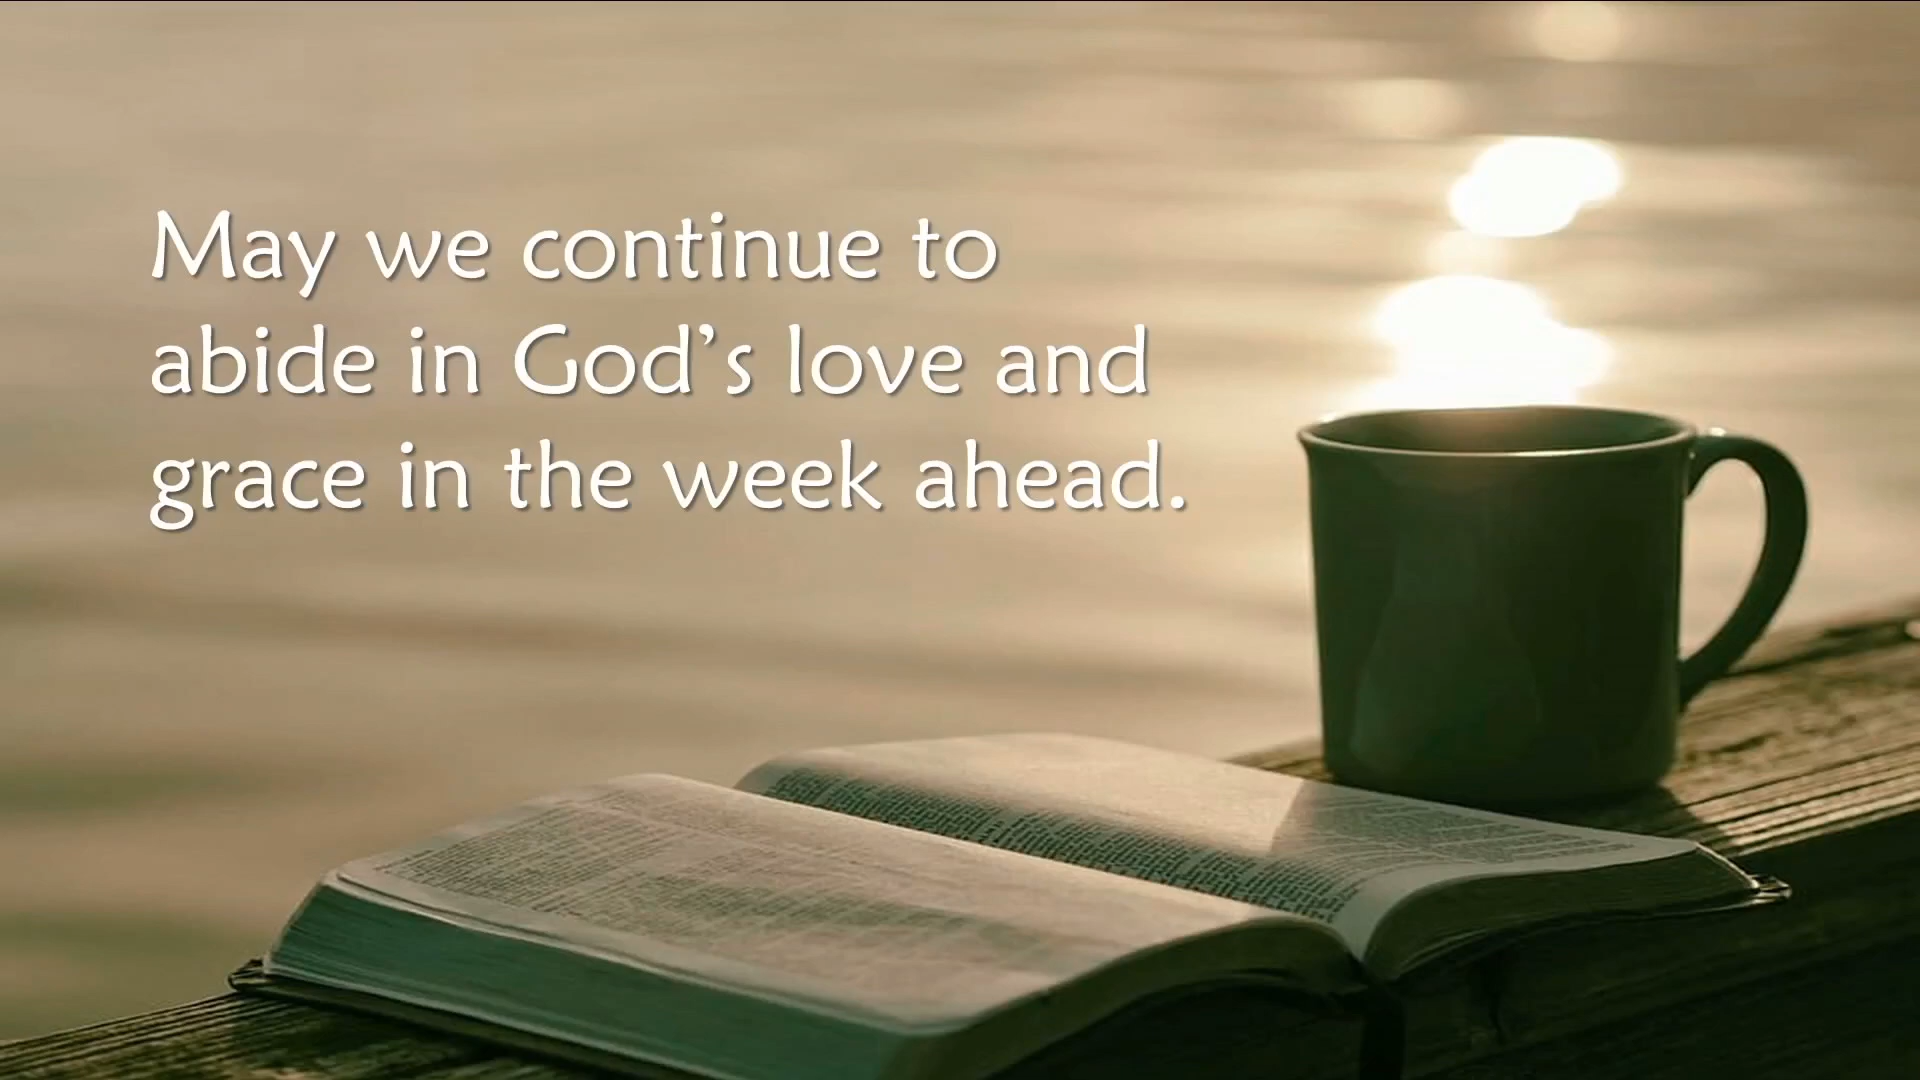 May we continue to
abide in God’s love and
grace in the week ahead.